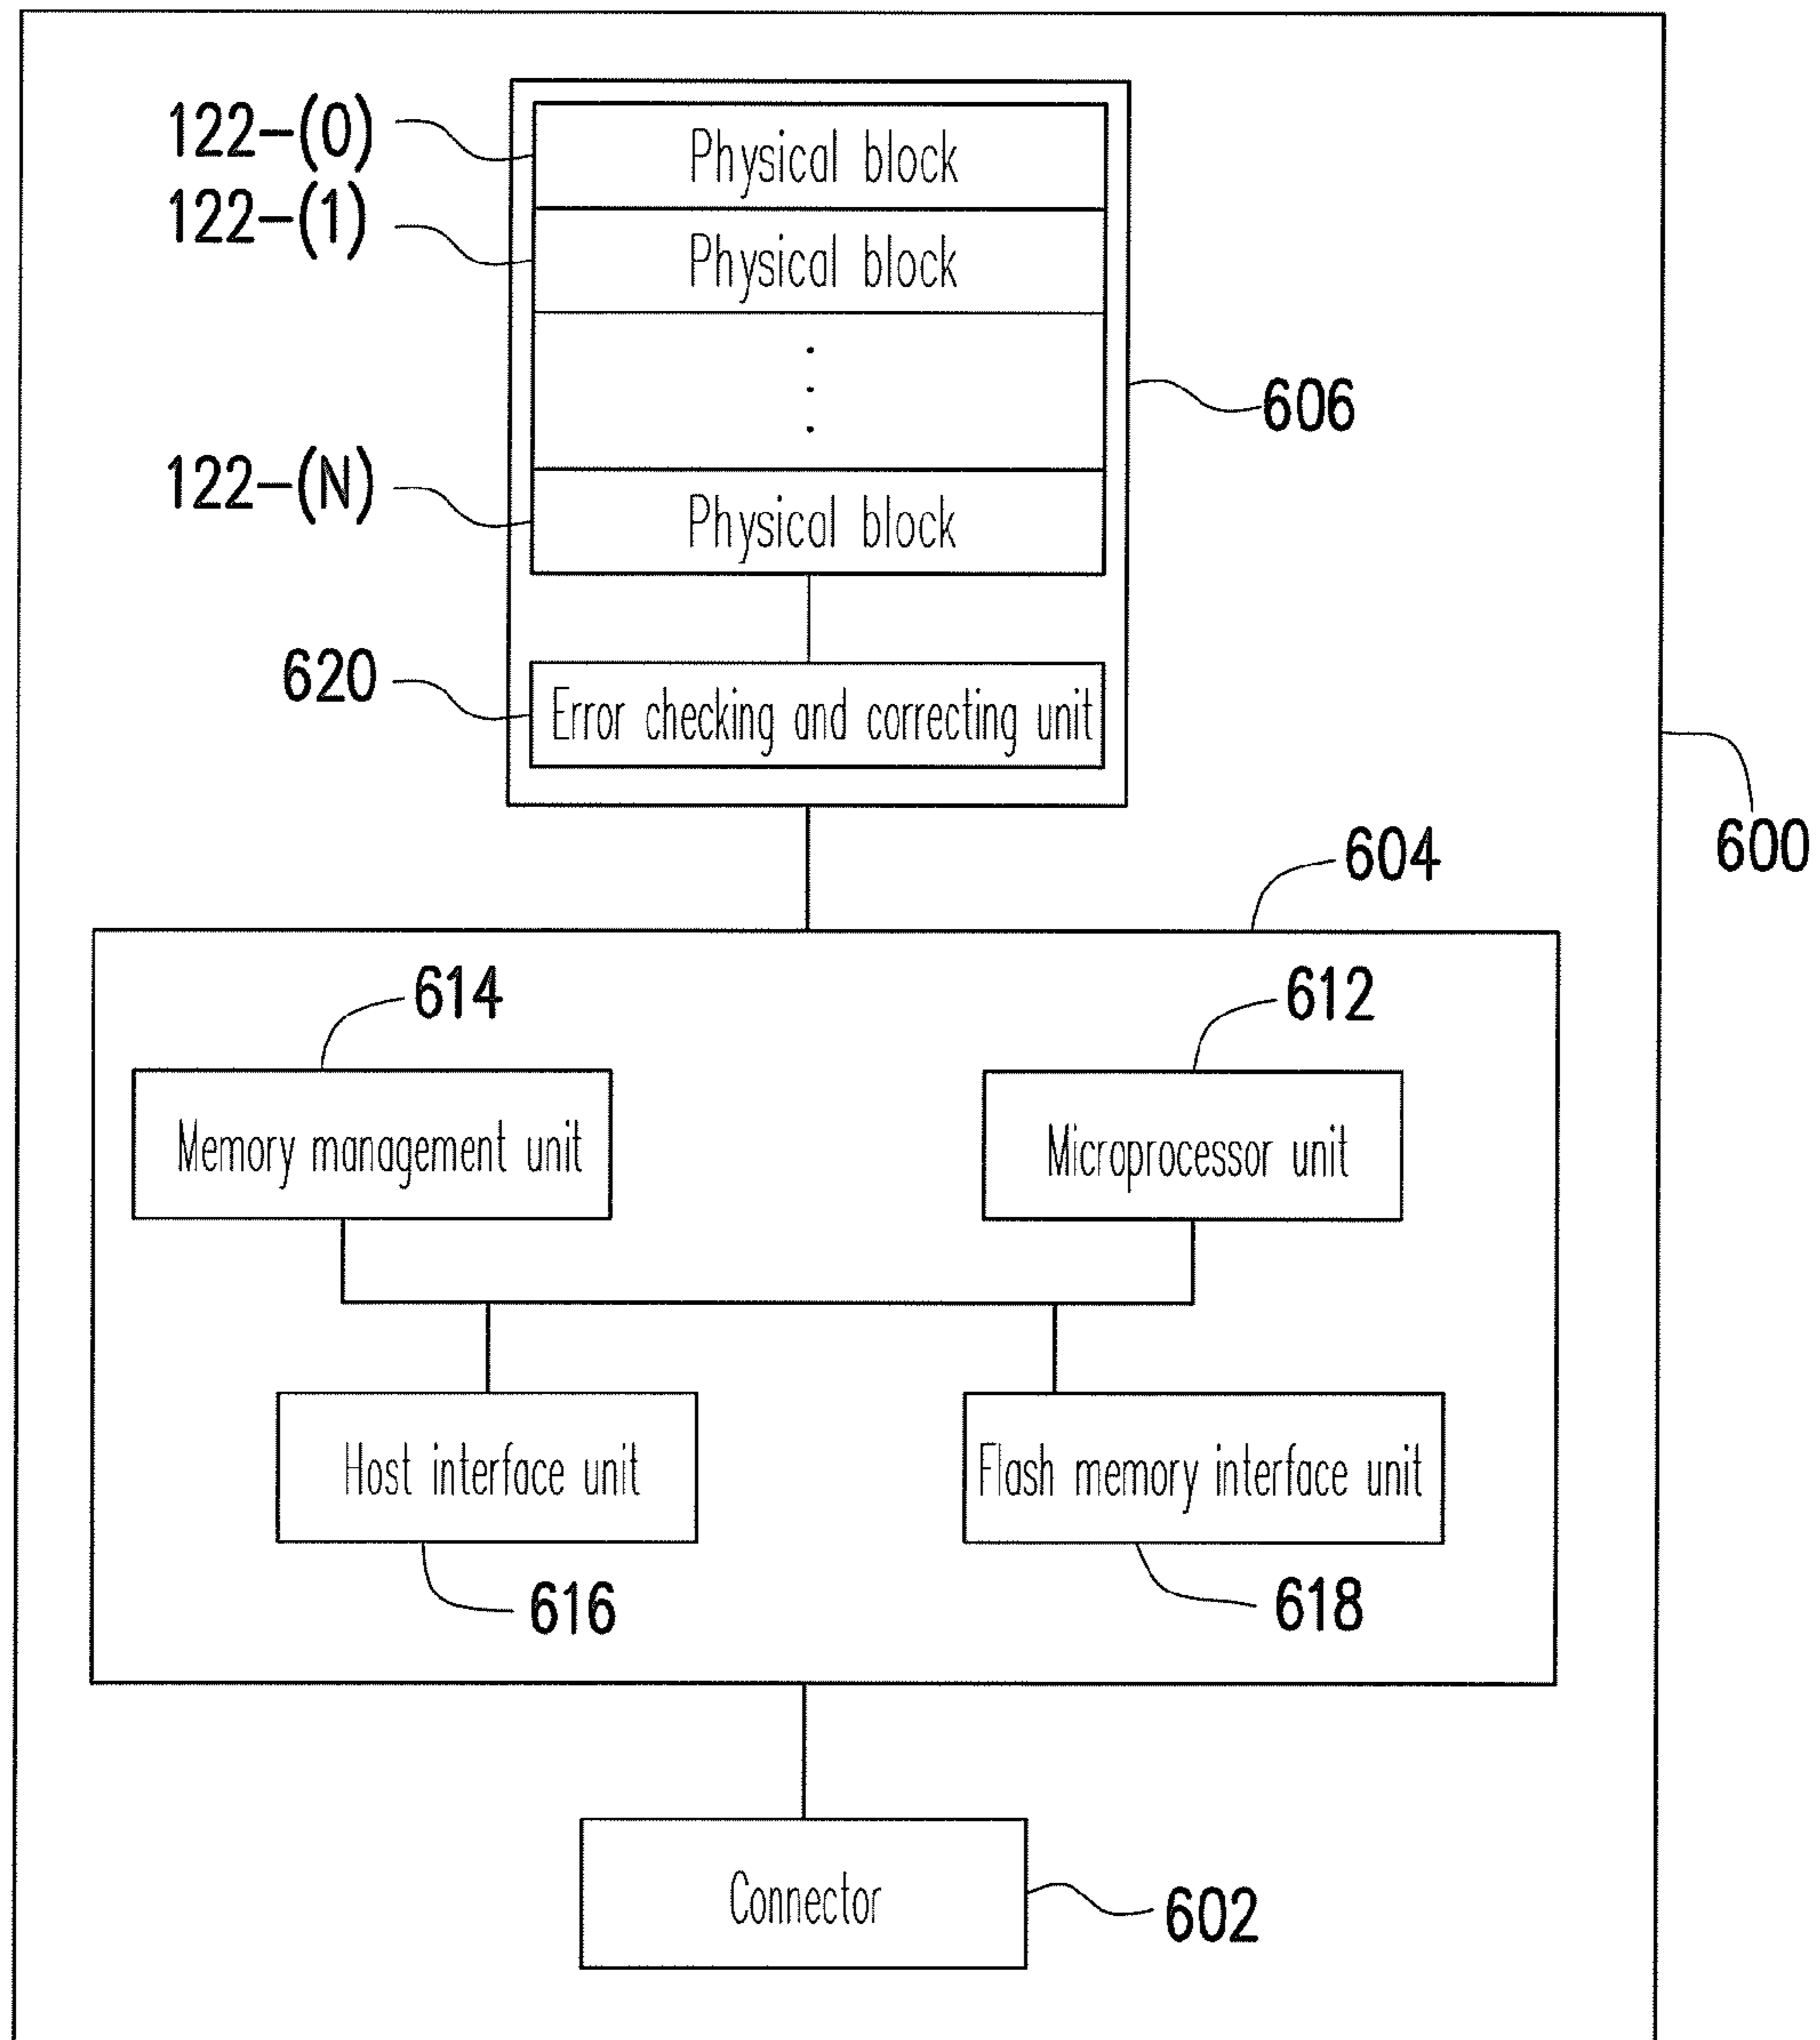 122-(0)
Physical block
122-(1)
Physical block
606
122-(N)
Physical block
620
Error checking and correcting unit
600
604
614
612
Memory management unit
Microprocessor unit
Host interface unit
Flash memory interface unit
616
618
Connector
602